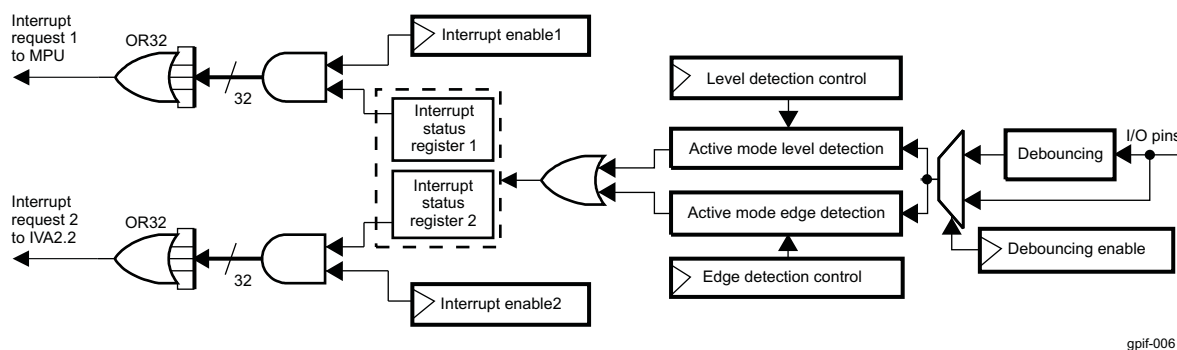 Interrupt
request 1
to MPU
OR32
32
Interrupt enable1
Interrupt
status
register 1
Interrupt
status
register 2
Interrupt
request 2
to IVA2.2
OR32
32
Interrupt enable2
Level detection control
Active mode level detection
Active mode edge detection
Edge detection control
Debouncing
I/O pins
Debouncing enable
gpif-006